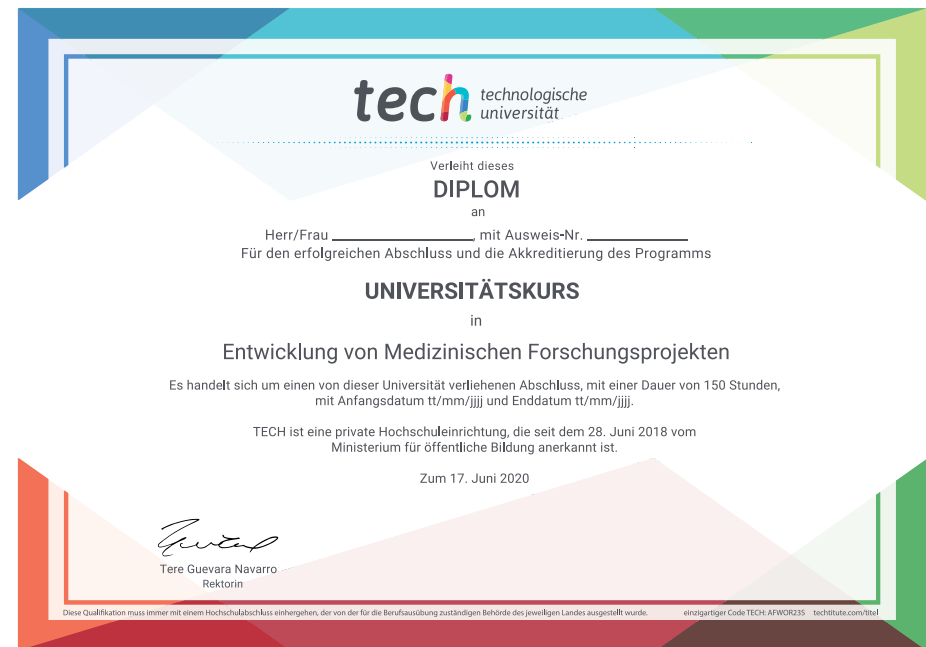 tech technologische
universität
Verleiht dieses
DIPLOM
an
Herr/Frau ____________, mit Ausweis-Nr. ____________
Für den erfolgreichen Abschluss und die Akkreditierung des Programms
UNIVERSITÄTSKURS
in
Entwicklung von Medizinischen Forschungsprojekten
Es handelt sich um einen von dieser Universität verliehenen Abschluss, mit einer Dauer von 150 Stunden,
mit Anfangsdatum tt/mm/jjjj und Enddatum tt/mm/jjjj.
TECH ist eine private Hochschuleinrichtung, die seit dem 28. Juni 2018 vom
Ministerium für öffentliche Bildung anerkannt ist.
Zum 17. Juni 2020
Tere Guevara Navarro
Rektorin
Diese Qualifikation muss immer mit einem Hochschulabschluss einhergehen, der von der für die Berufsausübung zuständigen Behörde des jeweiligen Landes ausgestellt wurde. einzigartiger Code TECH: AFWOR23S techtitute.com/titel